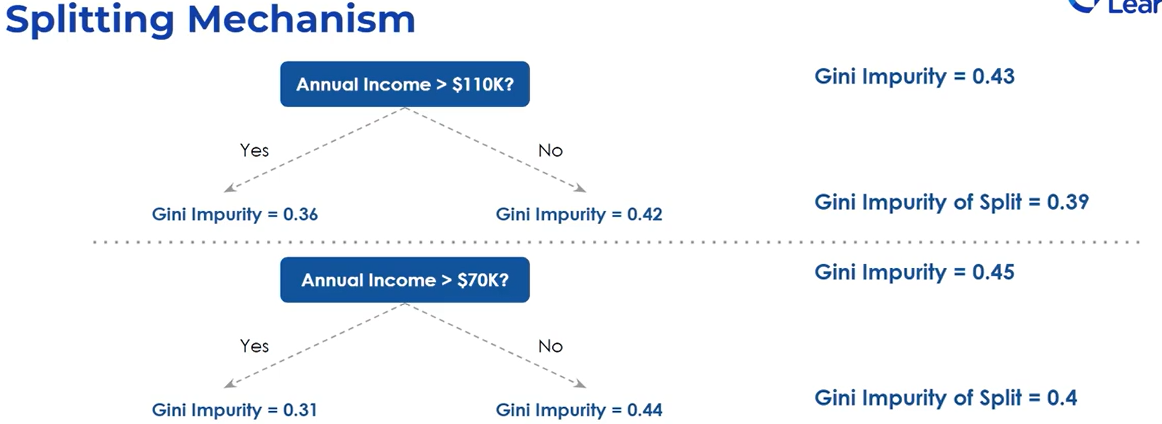 Splitting Mechanism
Lear
Annual Income > $110K?
Gini Impurity = 0.43
Yes
No
Gini Impurity = 0.36
Gini Impurity = 0.42
Gini Impurity of Split = 0.39
Annual Income > $70K?
Gini Impurity = 0.45
Yes
No
Gini Impurity = 0.31
Gini Impurity = 0.44
Gini Impurity of Split = 0.4